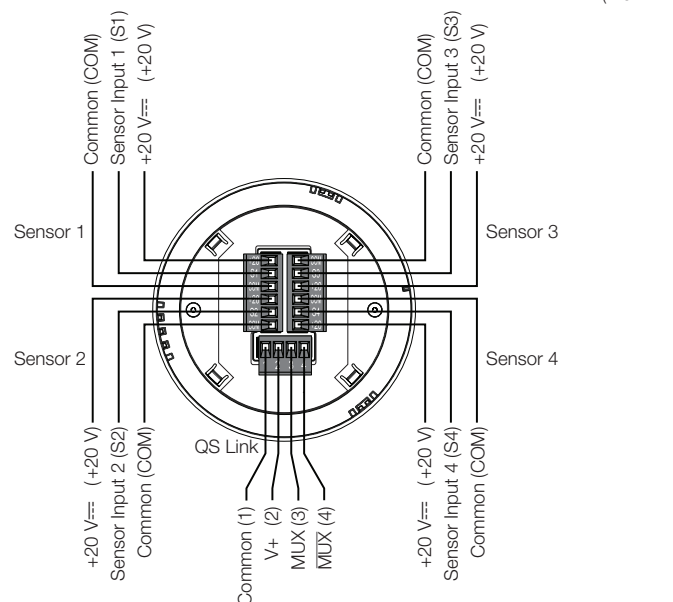 Common (COM)
Sensor Input 1 (S1)
+20 V⎓ (+20 V)
Common (COM)
Sensor Input 3 (S3)
+20 V⎓ (+20 V)
Sensor 1
Sensor 3
Sensor 2
Sensor 4
QS Link
+20 V⎓ (+20 V)
Sensor Input 2 (S2)
Common (COM)
Common (1)
V+ (2)
MUX (3)
M̅U̅X̅ (4)
+20 V⎓ (+20 V)
Sensor Input 4 (S4)
Common (COM)